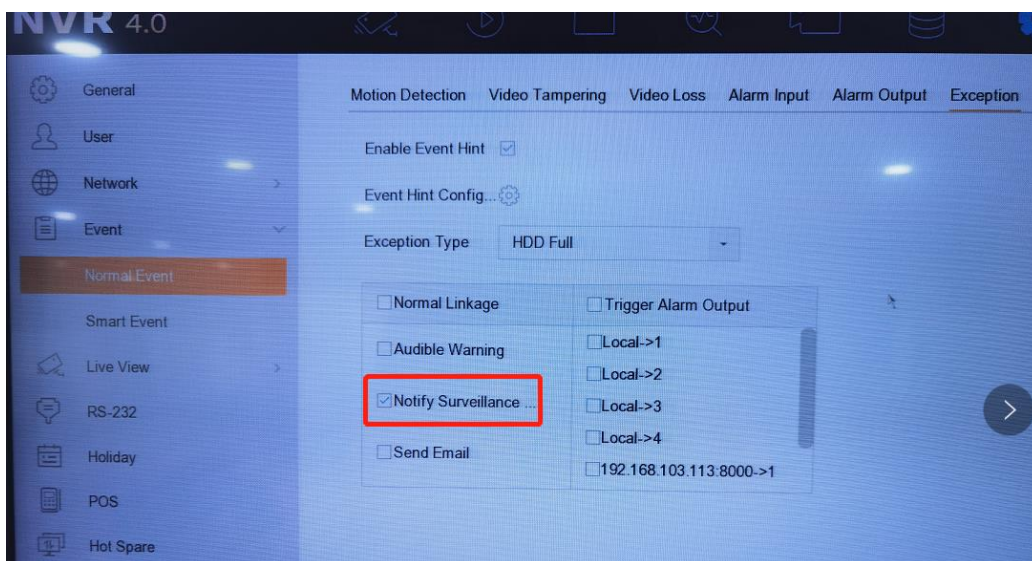 NVR 4.0
General
User
Network
Event
Normal Event
Smart Event
Live View
RS-232
Holiday
POS
Hot Spare
Motion Detection Video Tampering Video Loss Alarm Input Alarm Output Exception
Enable Event Hint
Event Hint Config...
Exception Type HDD Full
Normal Linkage Trigger Alarm Output
Audible Warning
Notify Surveillance ...
Send Email
Local->1
Local->2
Local->3
Local->4
192.168.103.113:8000->1